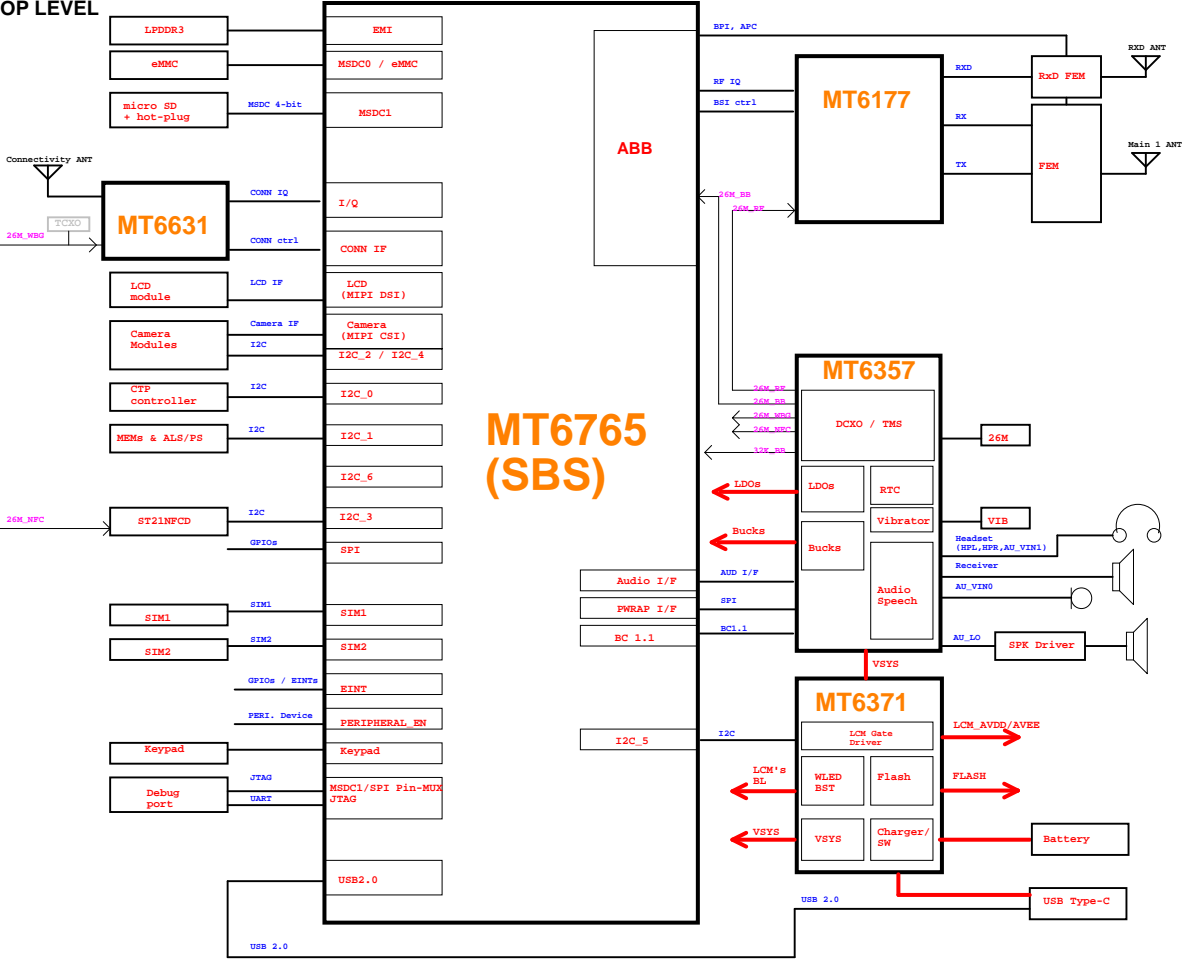 OP LEVEL
LPDDR3
EMI
eMMC
MSDC0 / eMMC
micro SD
+ hot-plug
MSDC 4-bit
MSDC1
Connectivity ANT
TCXO
26M_WBG
MT6631
CONN IQ
I/Q
CONN ctrl
CONN IF
LCD
module
LCD IF
LCD
(MIPI DSI)
Camera
Modules
Camera IF
I2C
Camera
(MIPI CSI)
I2C_2 / I2C_4
CTP
controller
I2C
I2C_0
MEMs & ALS/PS
I2C
I2C_1
I2C_6
26M_NFC
ST21NFCD
I2C
I2C_3
GPIOs
SPI
SIM1
SIM1
SIM1
SIM2
SIM2
SIM2
GPIOs / EINTs
EINT
PERI. Device
PERIPHERAL_EN
Keypad
Keypad
Debug
port
JTAG
UART
MSDC1/SPI Pin-MUX
JTAG
USB2.0
USB 2.0
MT6765
(SBS)
ABB
BPI, APC
RF IQ
BSI ctrl
MT6177
RXD
RX
TX
RxD FEM
FEM
RXD ANT
Main 1 ANT
26M_BB
26M_RF
MT6357
26M_RF
26M_BB
26M_WBG
26M_NFC
32K_BB
DCXO / TMS
26M
LDOs
LDOs
RTC
Vibrator
VIB
Bucks
Bucks
Headset
(HPL,HPR,AU_VIN1)
Receiver
AU_VIN0
Audio
Speech
Audio I/F
AUD I/F
PWRAP I/F
SPI
BC 1.1
BC1.1
AU_LO
SPK Driver
VSYS
MT6371
I2C_5
I2C
LCM Gate
Driver
LCM_AVDD/AVEE
LCM's
BL
WLED
BST
Flash
FLASH
VSYS
VSYS
Charger/
SW
Battery
USB 2.0
USB Type-C